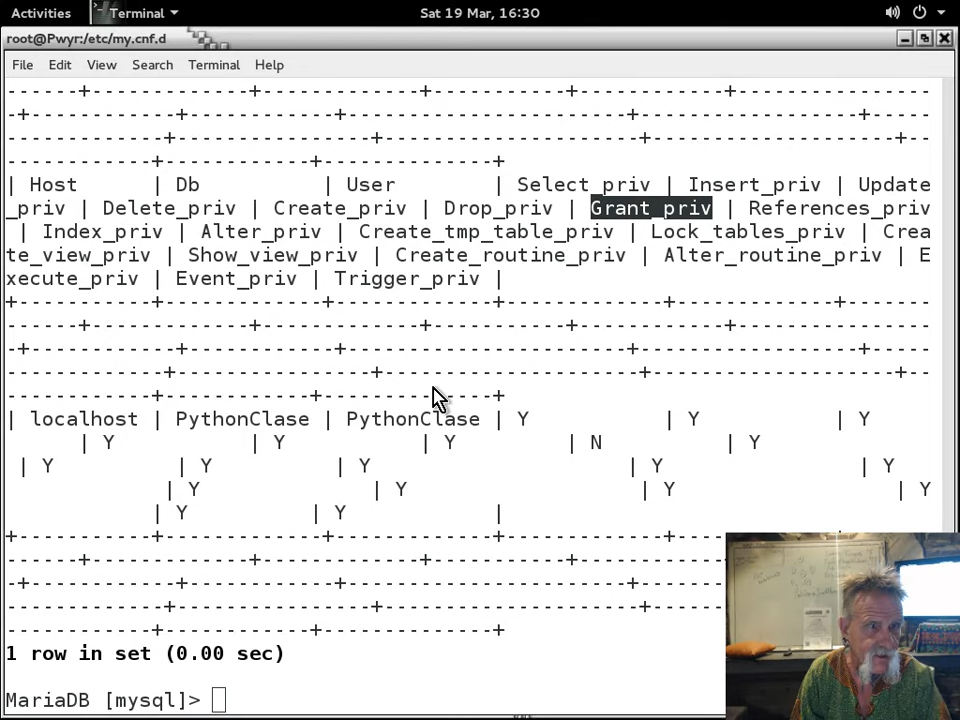 Activities Terminal Sat 19 Mar, 16:30
root@Pwyr:/etc/my.cnf.d
File Edit View Search Terminal Help
------+-------------+-------------+-----------+------------+----------------
-+------------+------------+------------------------+------------------+-----
-------------+-----------------+----------------------+---------------------+--
------------+------------+--------------+
| Host      | Db          | User        | Select_priv | Insert_priv | Update
_priv | Delete_priv | Create_priv | Drop_priv | Grant_priv | References_priv
 | Index_priv | Alter_priv | Create_tmp_table_priv | Lock_tables_priv | Crea
te_view_priv | Show_view_priv | Create_routine_priv | Alter_routine_priv | E
xecute_priv | Event_priv | Trigger_priv |
+-----------+-------------+-------------+-------------+-------------+-------
------+-------------+-------------+-----------+------------+----------------
-+------------+------------+------------------------+------------------+-----
-------------+----------------+---------------------+--------------------+--
------------+------------+--------------+
| localhost | PythonClase | PythonClase | Y           | Y           | Y
      | Y           | Y           | Y         | N          | Y
 | Y          | Y          | Y                     | Y                | Y
             | Y              | Y                   | Y                  | Y
            | Y          | Y            |
+-----------+-------------+-------------+-------------+-------------+
------+-------------+-------------+-----------+------------
-+------------+------------+-----------------------+-------
-------------+----------------+---------------------+------
------------+------------+--------------+
1 row in set (0.00 sec)
MariaDB [mysql]>